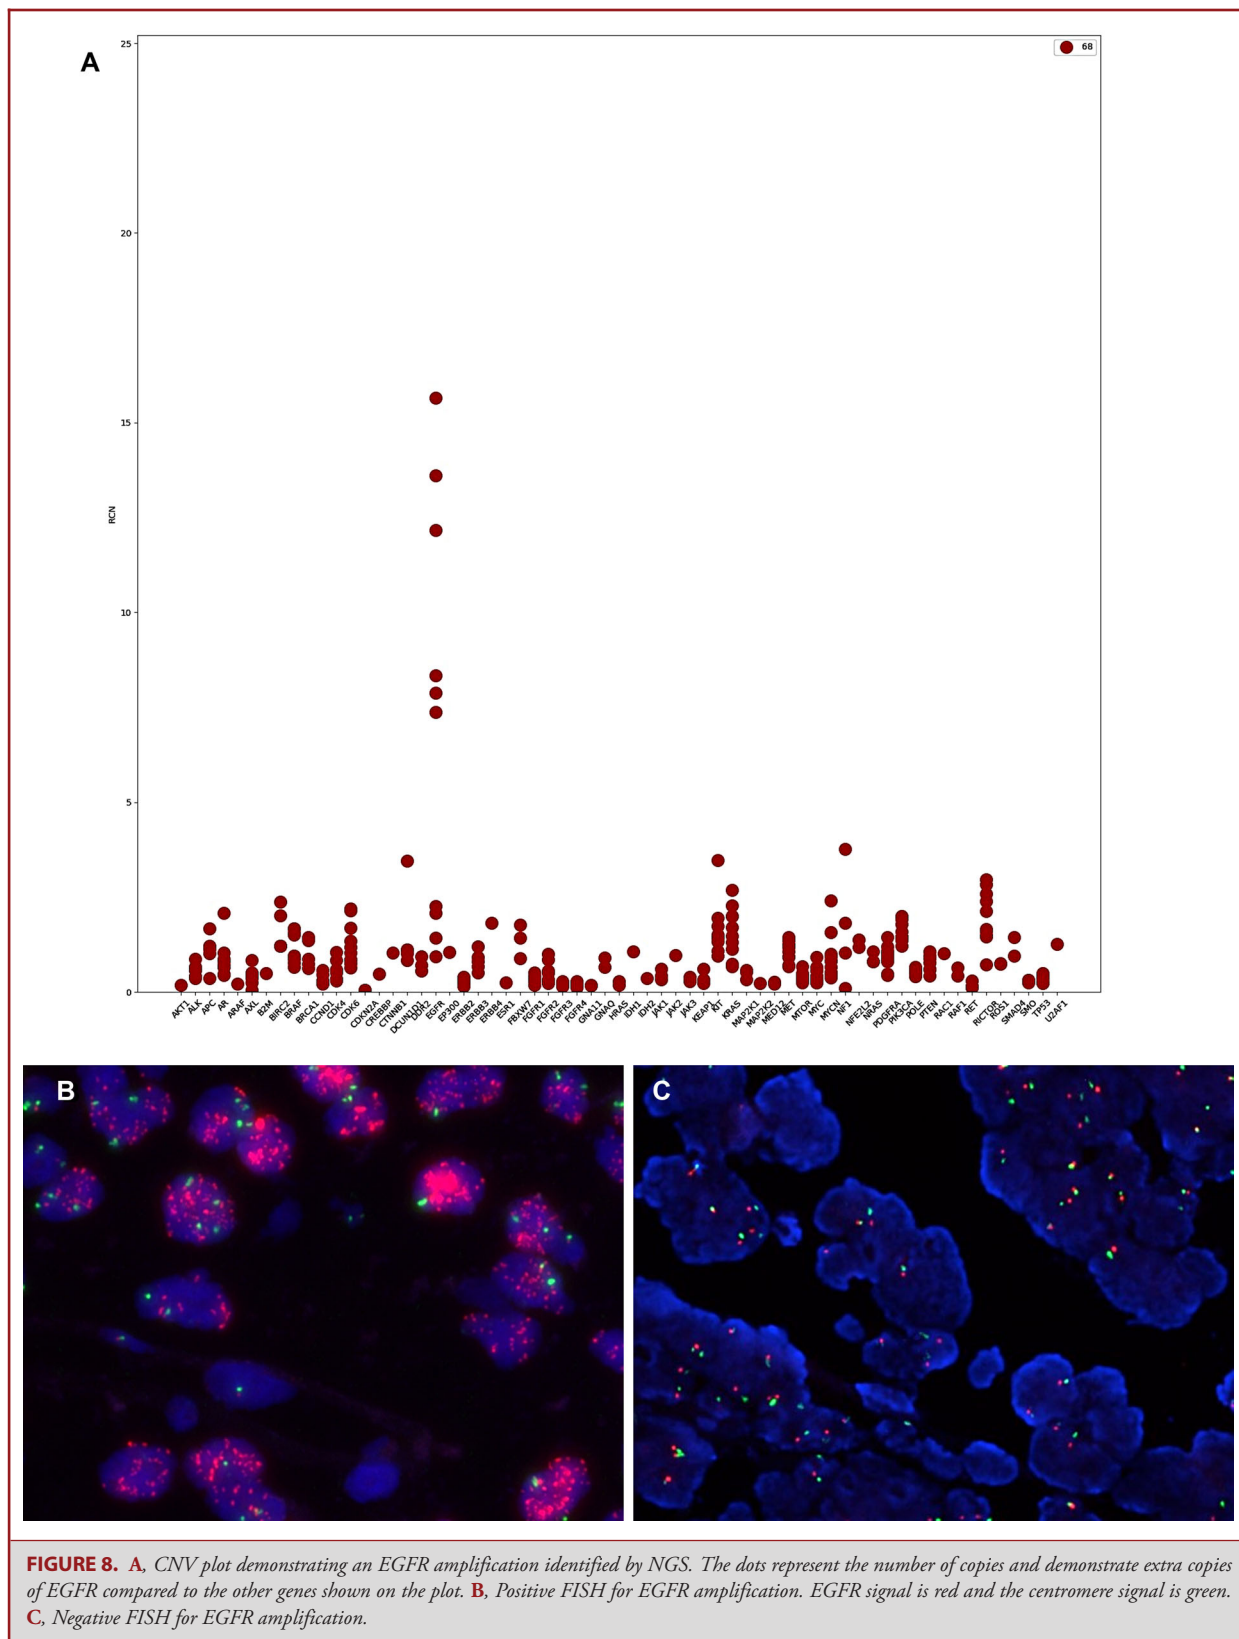 A
25
68
20
15
RCN
10
5
0
AKT1 ALK APC AR ARAF AXL B2M BIRC2 BRAF BRCA1 CCND1 CDK4 CDK6 CDKN2A CREBBP CTNNB1 DCUN1D1 DDR2 EGFR EP300 ERBB2 ERBB3 ERBB4 ESR1 FBXW7 FGFR1 FGFR2 FGFR3 FGFR4 GNA11 GNAQ HRAS IDH1 IDH2 JAK1 JAK2 JAK3 KEAP1 KIT KRAS MAP2K1 MAP2K2 MED12 MET MTOR MYC MYCN NF1 NFE2L2 NRAS PDGFRA PIK3CA POLE PTEN RAC1 RAF1 RET RICTOR ROS1 SMAD4 SMO TP53 U2AF1
B
C
FIGURE 8. A, CNV plot demonstrating an EGFR amplification identified by NGS. The dots represent the number of copies and demonstrate extra copies
of EGFR compared to the other genes shown on the plot. B, Positive FISH for EGFR amplification. EGFR signal is red and the centromere signal is green.
C, Negative FISH for EGFR amplification.